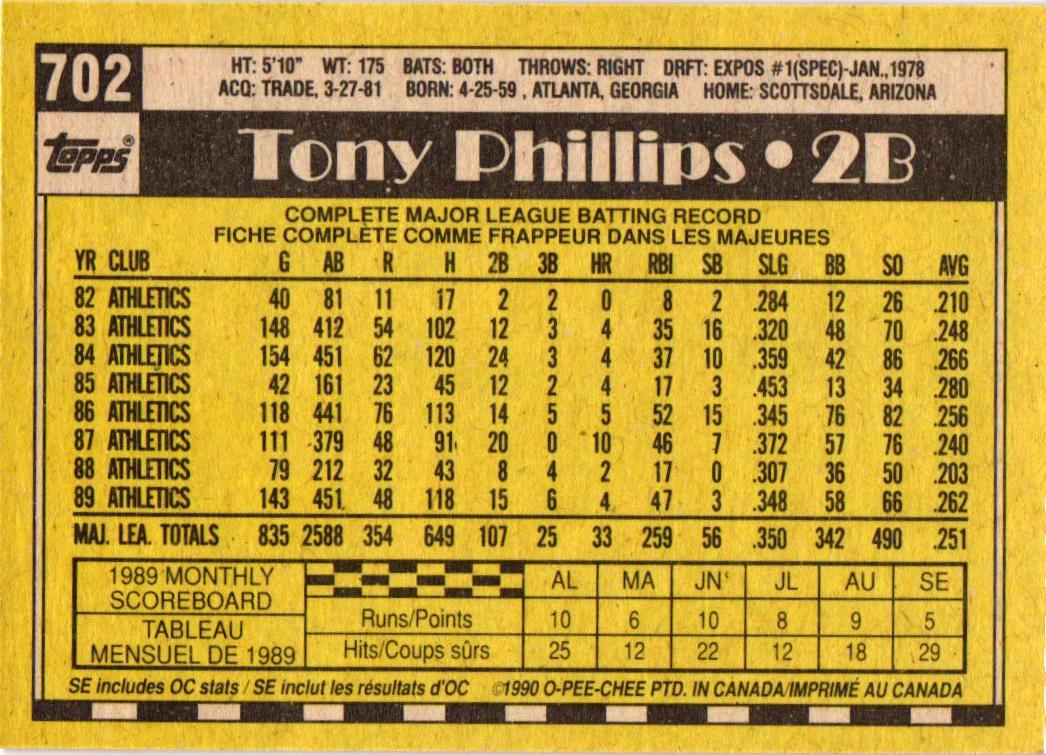 702
HT: 5'10" WT: 175 BATS: BOTH THROWS: RIGHT DRFT: EXPOS #1(SPEC)-JAN.,1978
ACQ: TRADE, 3-27-81 BORN: 4-25-59 , ATLANTA, GEORGIA HOME: SCOTTSDALE, ARIZONA
topps®
Tony Phillips • 2B
COMPLETE MAJOR LEAGUE BATTING RECORD
FICHE COMPLÈTE COMME FRAPPEUR DANS LES MAJEURES
YR CLUB G AB R H 2B 3B HR RBI SB SLG BB SO AVG
82 ATHLETICS 40 81 11 17 2 2 0 8 2 .284 12 26 .210
83 ATHLETICS 148 412 54 102 12 3 4 35 16 .320 48 70 .248
84 ATHLETICS 154 451 62 120 24 3 4 37 10 .359 42 86 .266
85 ATHLETICS 42 161 23 45 12 2 4 17 3 .453 13 34 .280
86 ATHLETICS 118 441 76 113 14 5 5 52 15 .345 76 82 .256
87 ATHLETICS 111 379 48 91 20 0 10 46 7 .372 57 76 .240
88 ATHLETICS 79 212 32 43 8 4 2 17 0 .307 36 50 .203
89 ATHLETICS 143 451 48 118 15 6 4 47 3 .348 58 66 .262
MAJ. LEA. TOTALS 835 2588 354 649 107 25 33 259 56 .350 342 490 .251
1989 MONTHLY
SCOREBOARD
TABLEAU
MENSUEL DE 1989
AL MA JN JL AU SE
Runs/Points 10 6 10 8 9 5
Hits/Coups sûrs 25 12 22 12 18 29
SE includes OC stats / SE inclut les résultats d'OC ©1990 O-PEE-CHEE PTD. IN CANADA/IMPRIMÉ AU CANADA